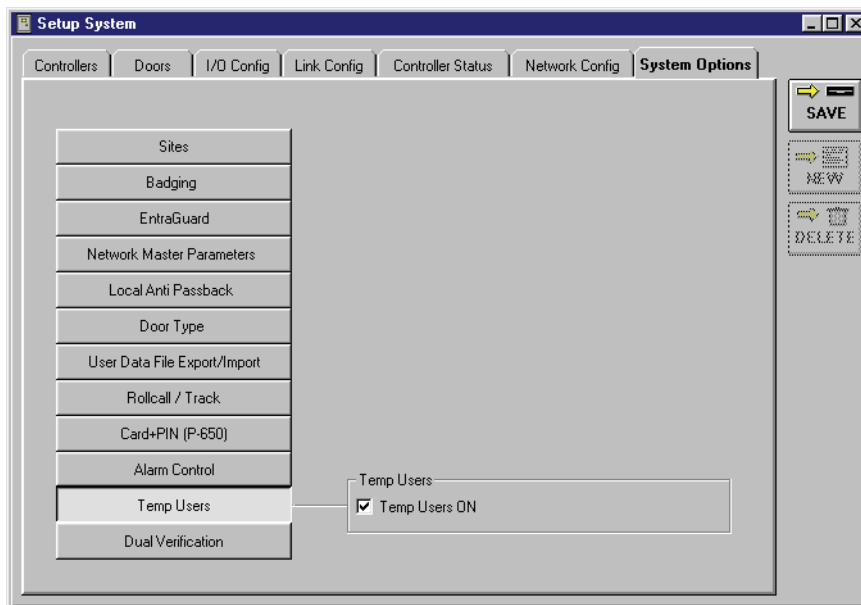 Setup System
Controllers
Doors
I/O Config
Link Config
Controller Status
Network Config
System Options
SAVE
NEW
DELETE
Sites
Badging
EntraGuard
Network Master Parameters
Local Anti Passback
Door Type
User Data File Export/Import
Rollcall / Track
Card+PIN (P-650)
Alarm Control
Temp Users
Dual Verification
Temp Users
Temp Users ON